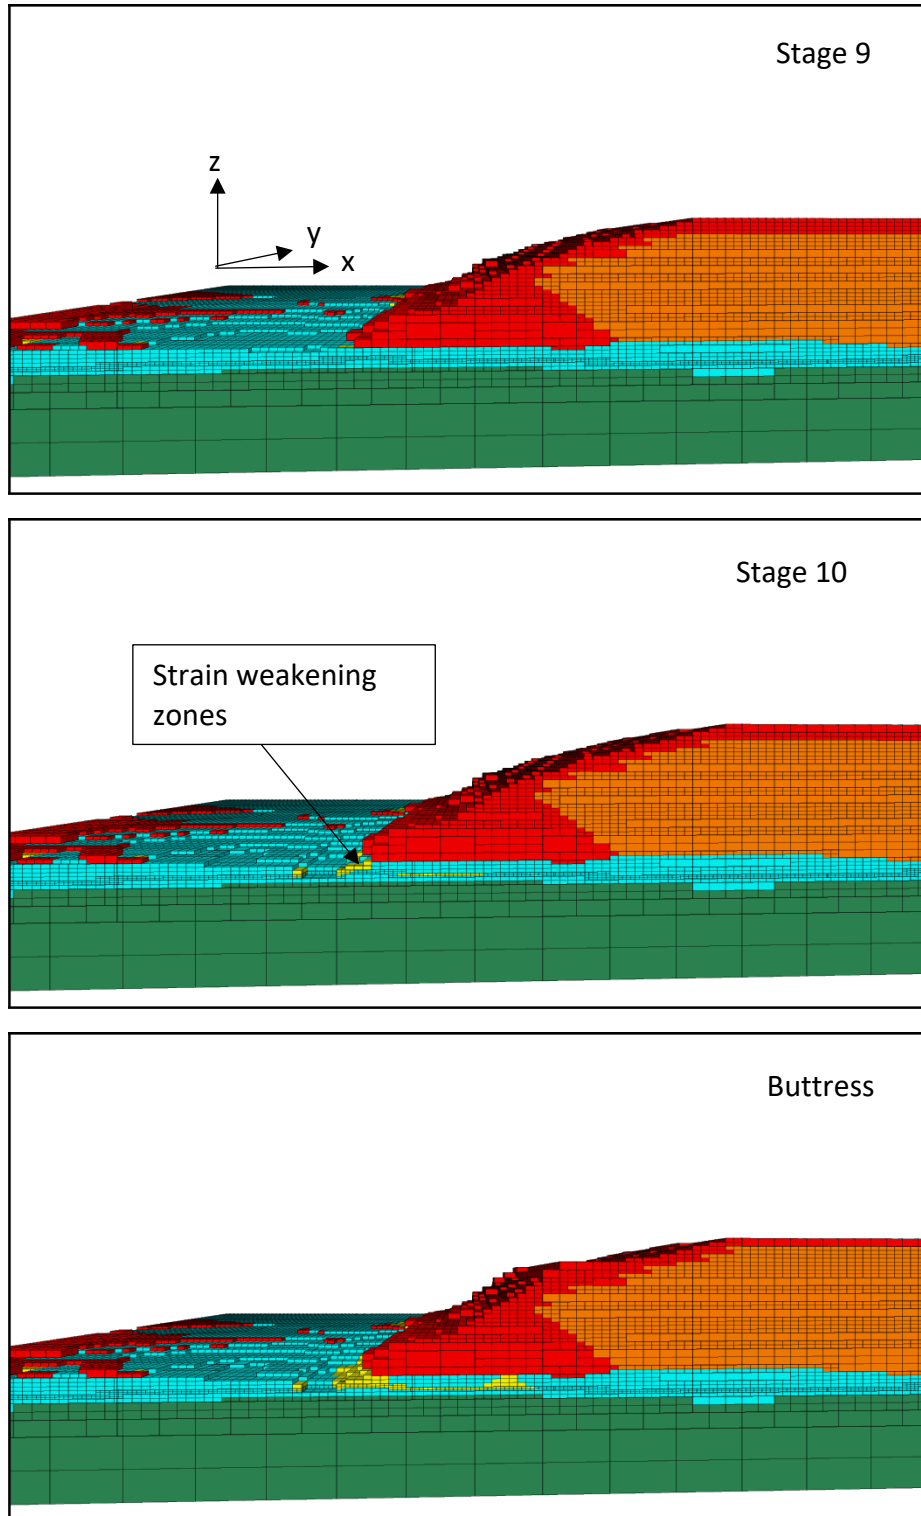 Stage 9
z
y
x
Stage 10
Strain weakening
zones
Buttress